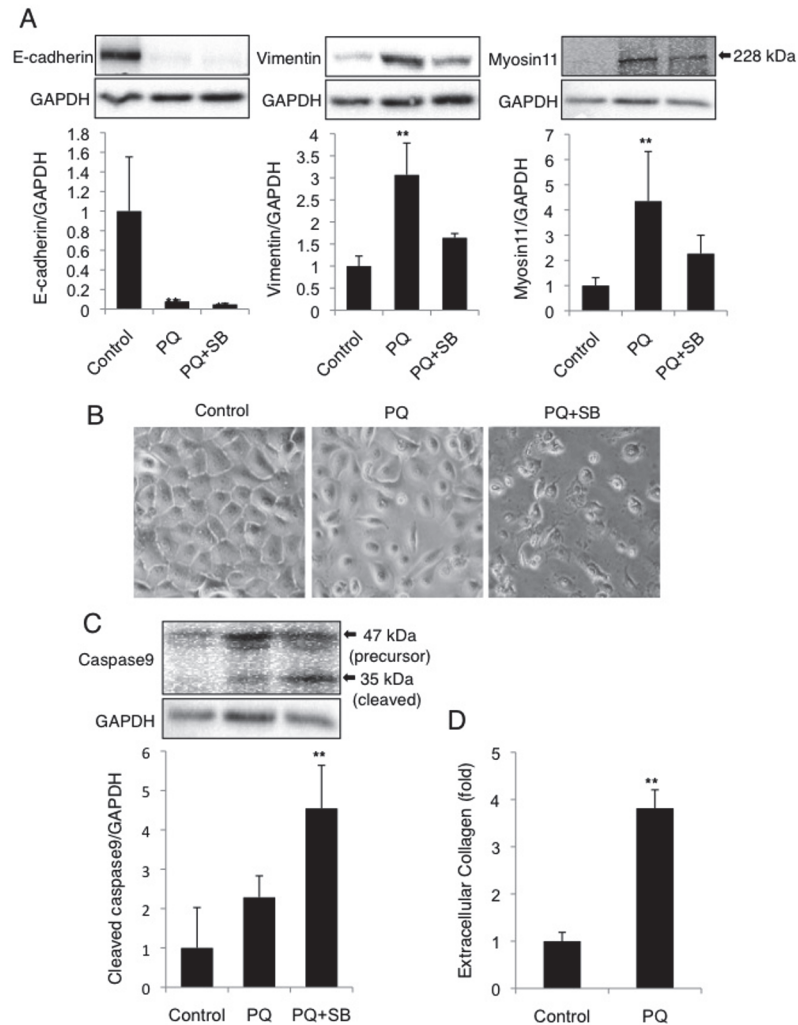 A
E-cadherin
GAPDH
1.8
1.6
1.4
1.2
1
0.8
0.6
0.4
0.2
0
E-cadherin/GAPDH
**
Control
PQ
PQ+SB
Vimentin
GAPDH
4
3.5
3
2.5
2
1.5
1
0.5
0
Vimentin/GAPDH
**
Control
PQ
PQ+SB
Myosin11
228 kDa
GAPDH
7
6
5
4
3
2
1
0
Myosin11/GAPDH
**
Control
PQ
PQ+SB
B
Control
PQ
PQ+SB
C
Caspase9
47 kDa
(precursor)
35 kDa
(cleaved)
GAPDH
6
5
4
3
2
1
0
Cleaved caspase9/GAPDH
**
Control
PQ
PQ+SB
D
5
4
3
2
1
0
Extracellular Collagen (fold)
**
Control
PQ